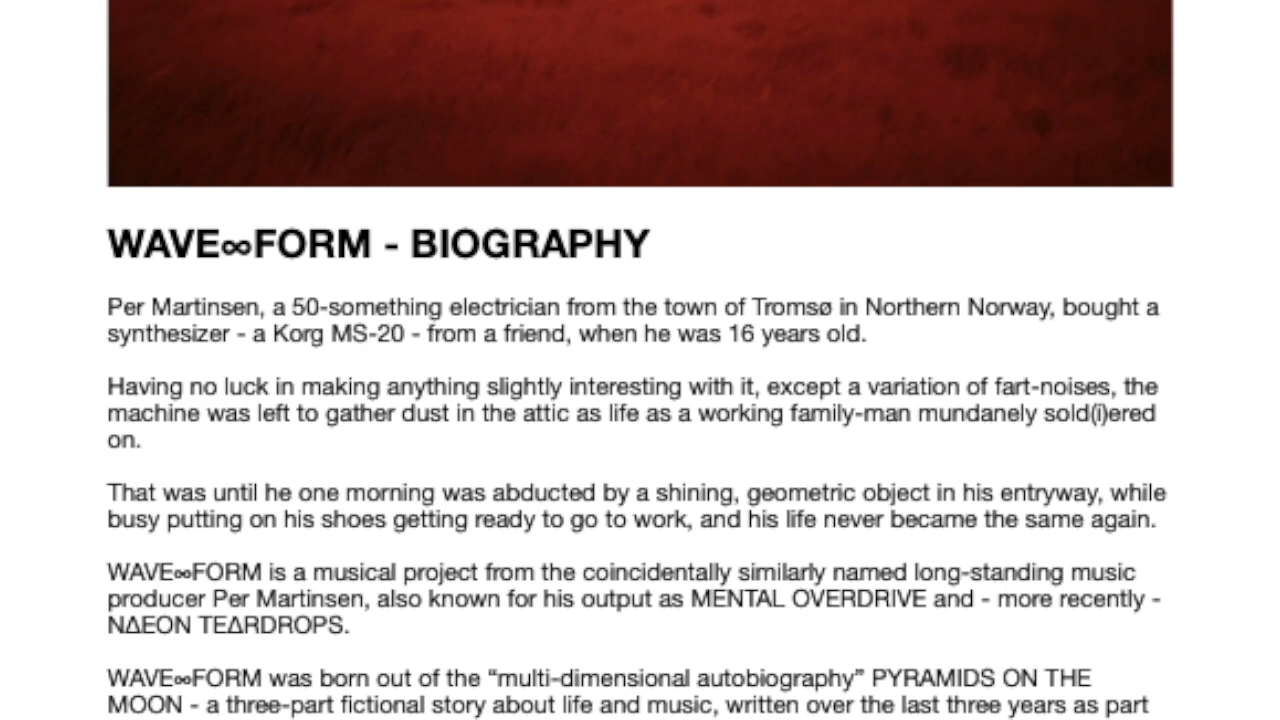 WAVE∞FORM - BIOGRAPHY
Per Martinsen, a 50-something electrician from the town of Tromsø in Northern Norway, bought a
synthesizer - a Korg MS-20 - from a friend, when he was 16 years old.
Having no luck in making anything slightly interesting with it, except a variation of fart-noises, the
machine was left to gather dust in the attic as life as a working family-man mundanely sold(i)ered
on.
That was until he one morning was abducted by a shining, geometric object in his entryway, while
busy putting on his shoes getting ready to go to work, and his life never became the same again.
WAVE∞FORM is a musical project from the coincidentally similarly named long-standing music
producer Per Martinsen, also known for his output as MENTAL OVERDRIVE and - more recently -
NΔEON TEΔRDROPS.
WAVE∞FORM was born out of the “multi-dimensional autobiography” PYRAMIDS ON THE
MOON - a three-part fictional story about life and music, written over the last three years as part